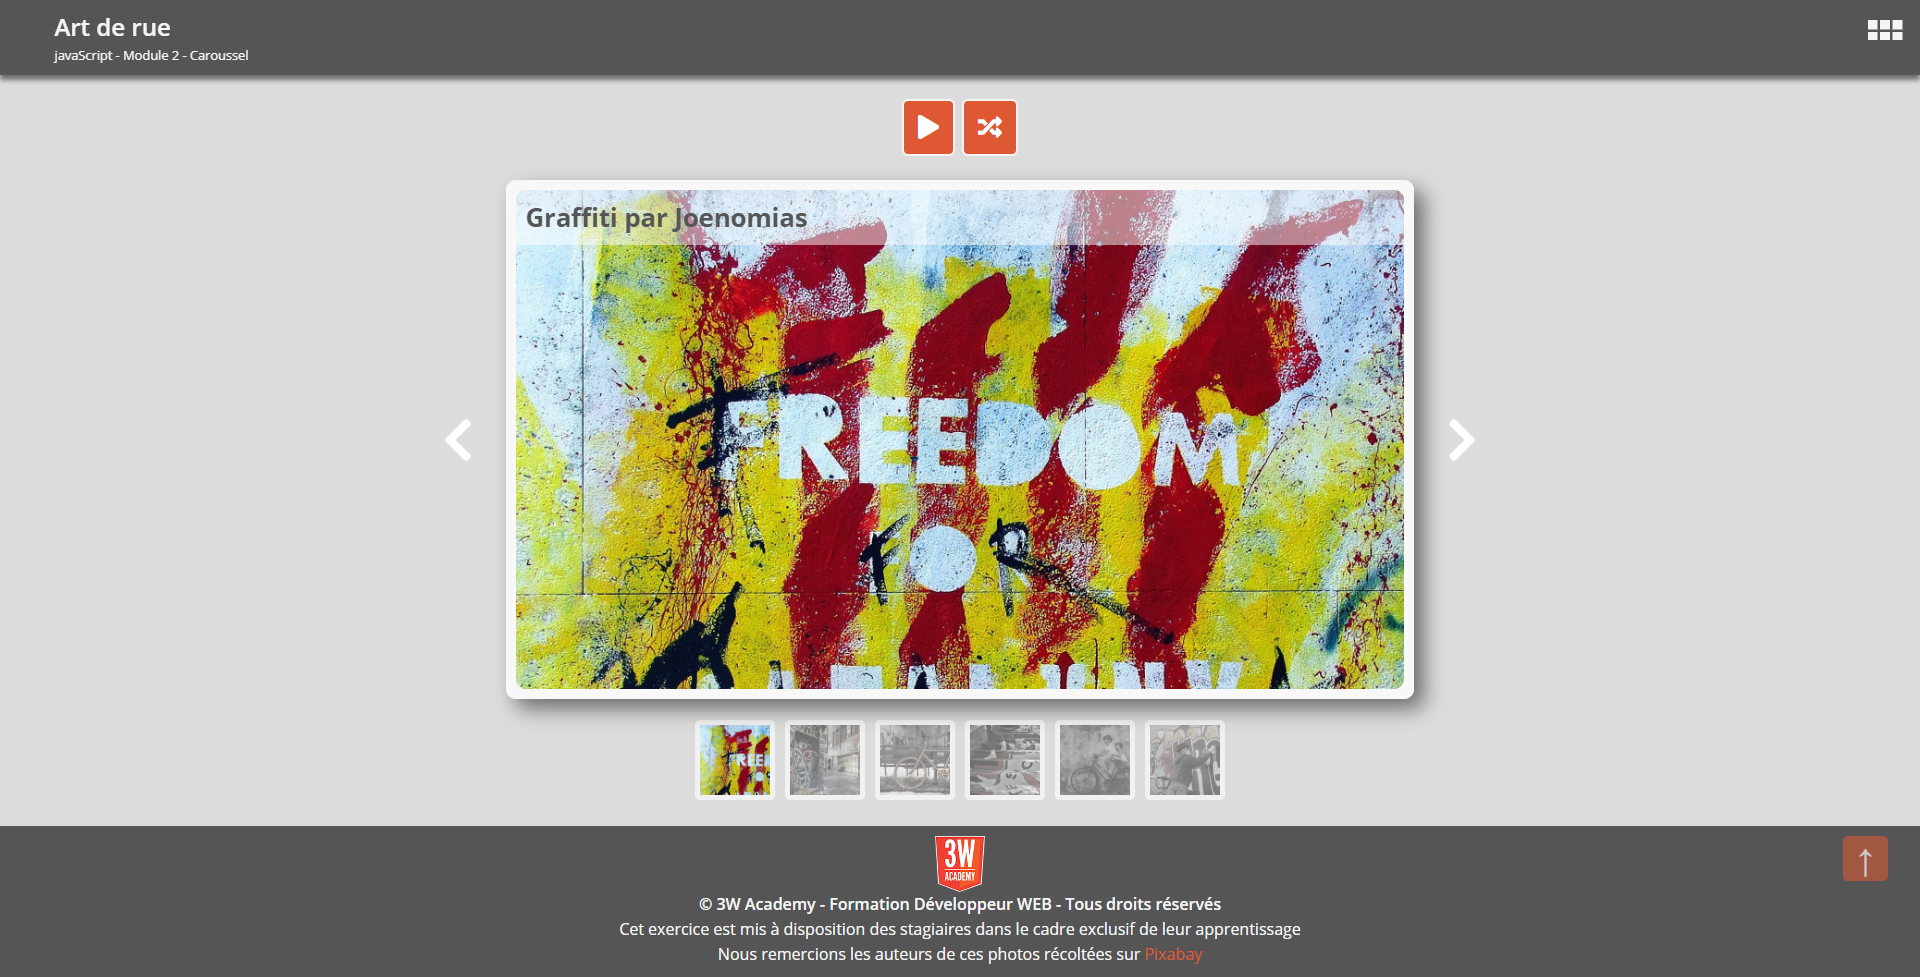 Art de rue
javaScript - Module 2 - Caroussel
Graffiti par Joenomias
FREEDOM
FOR
3W
ACADEMY
© 3W Academy - Formation Développeur WEB - Tous droits réservés
Cet exercice est mis à disposition des stagiaires dans le cadre exclusif de leur apprentissage
Nous remercions les auteurs de ces photos récoltées sur Pixabay